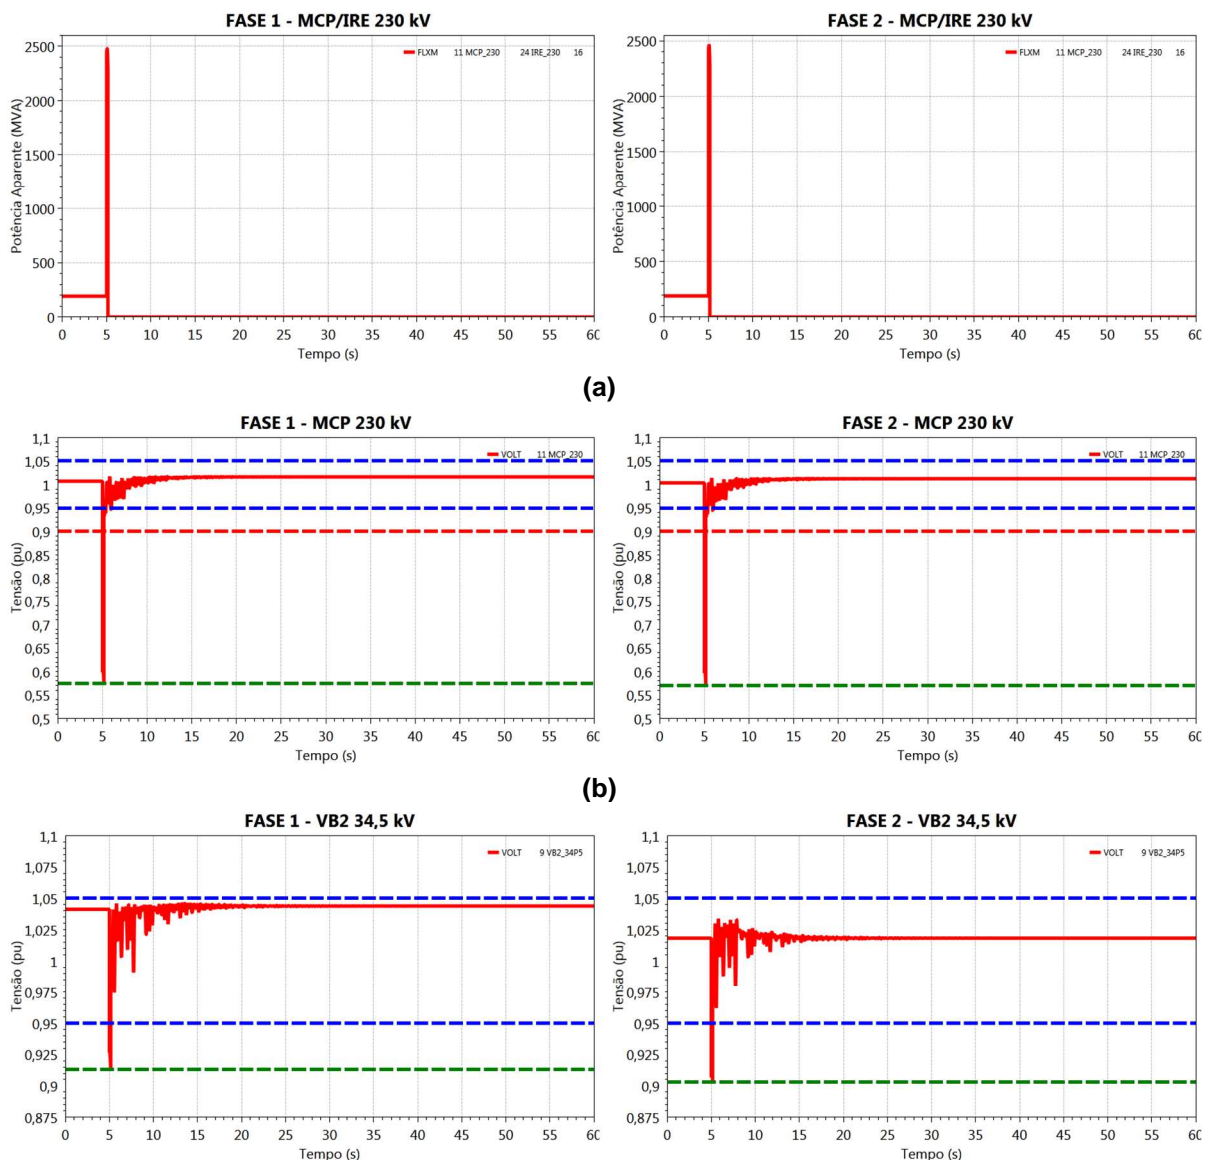 FASE 1 - MCP/IRE 230 kV
FLXM 11 MCP_230 24 IRE_230 16
Potência Aparente (MVA)
2500
2000
1500
1000
500
0
0 5 10 15 20 25 30 35 40 45 50 55 60
Tempo (s)
FASE 2 - MCP/IRE 230 kV
FLXM 11 MCP_230 24 IRE_230 16
Potência Aparente (MVA)
2500
2000
1500
1000
500
0
0 5 10 15 20 25 30 35 40 45 50 55 60
Tempo (s)
(a)
FASE 1 - MCP 230 kV
VOLT 11 MCP_230
Tensão (pu)
1,1
1,05
1
0,95
0,9
0,85
0,8
0,75
0,7
0,65
0,6
0,55
0,5
0 5 10 15 20 25 30 35 40 45 50 55 60
Tempo (s)
FASE 2 - MCP 230 kV
VOLT 11 MCP_230
Tensão (pu)
1,1
1,05
1
0,95
0,9
0,85
0,8
0,75
0,7
0,65
0,6
0,55
0,5
0 5 10 15 20 25 30 35 40 45 50 55 60
Tempo (s)
(b)
FASE 1 - VB2 34,5 kV
VOLT 9 VB2_34P5
Tensão (pu)
1,1
1,075
1,05
1,025
1
0,975
0,95
0,925
0,9
0,875
0 5 10 15 20 25 30 35 40 45 50 55 60
Tempo (s)
FASE 2 - VB2 34,5 kV
VOLT 9 VB2_34P5
Tensão (pu)
1,1
1,075
1,05
1,025
1
0,975
0,95
0,925
0,9
0,875
0 5 10 15 20 25 30 35 40 45 50 55 60
Tempo (s)